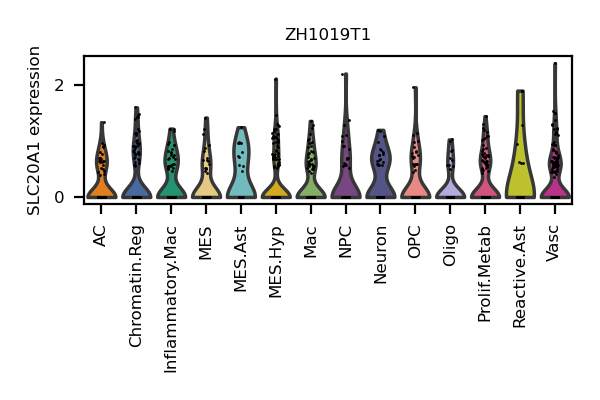 ZH1019T1
SLC20A1 expression
2
0
AC
Chromatin.Reg
Inflammatory.Mac
MES
MES.Ast
MES.Hyp
Mac
NPC
Neuron
OPC
Oligo
Prolif.Metab
Reactive.Ast
Vasc